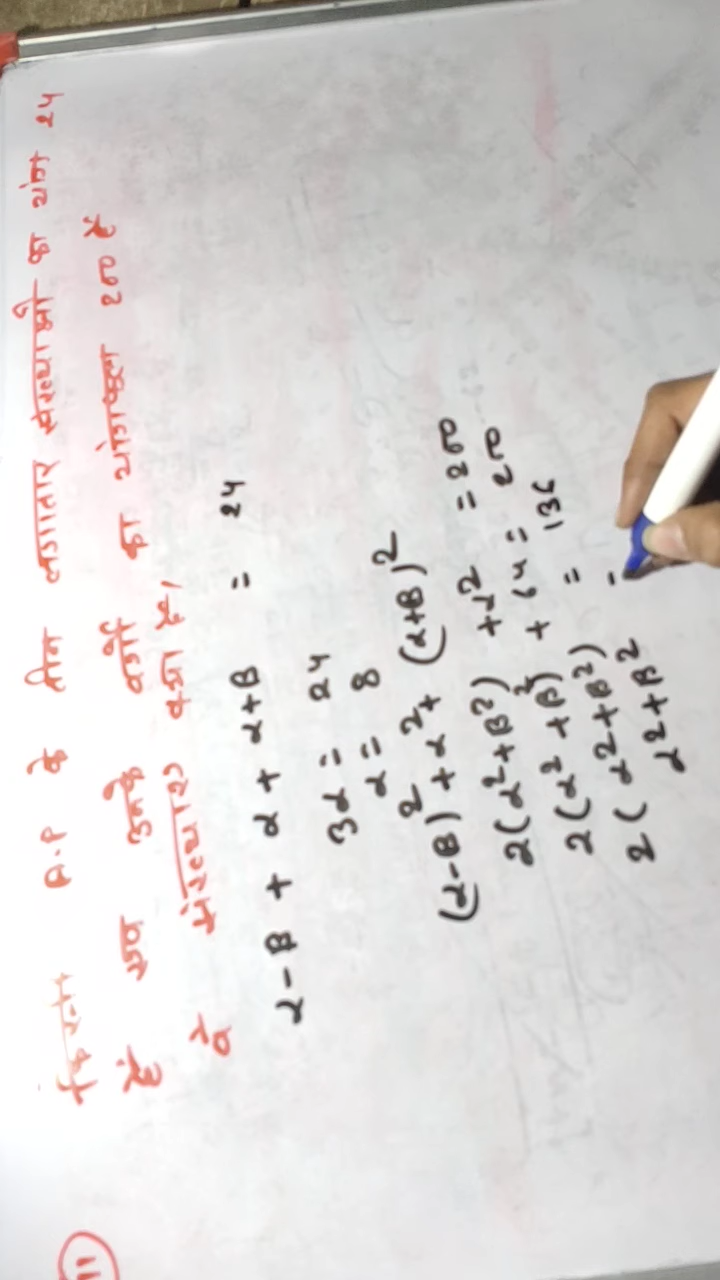 11
किसी A.P के तीन लगातार संख्याओ का योग 24
है एवं उनके वर्गो का योगफल 200 है
वे संख्याएं क्या है,
α-β + α + α+β = 24
3α = 24
α = 8
(α-β)² + α² + (α+β)² = 200
2(α²+β²) + α² = 200
2(α²+β²) + 64 = 200
2(α²+β²) = 136
α²+β²